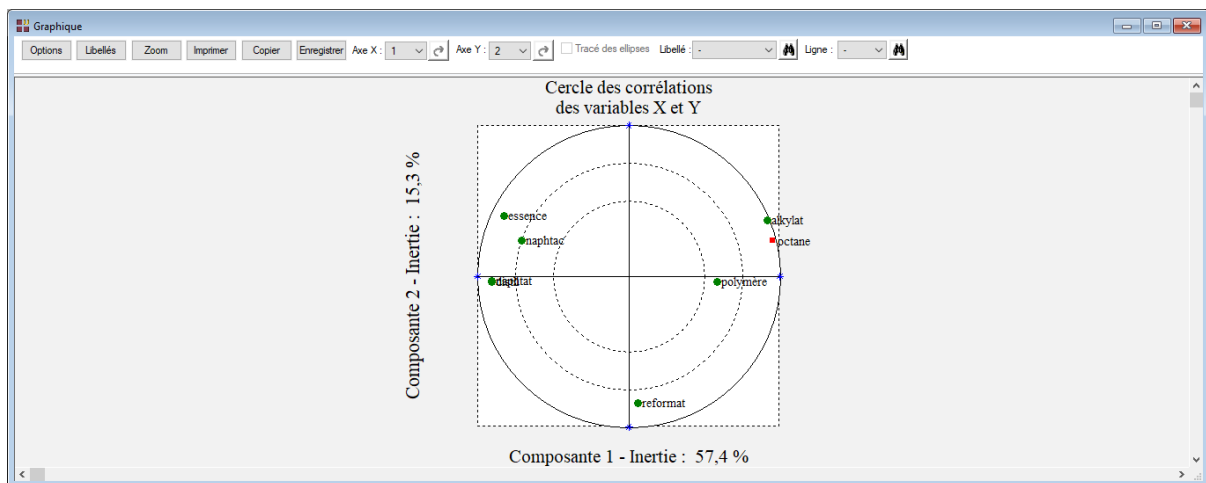 Graphique
Options Libellés Zoom Imprimer Copier Enregistrer Axe X : 1 Axe Y : 2 Tracé des ellipses Libellé : - Ligne : -
Cercle des corrélations
des variables X et Y
Composante 2 - Inertie : 15,3 %
essence
alkylat
naphtac
octane
polymère
reformat
Composante 1 - Inertie : 57,4 %